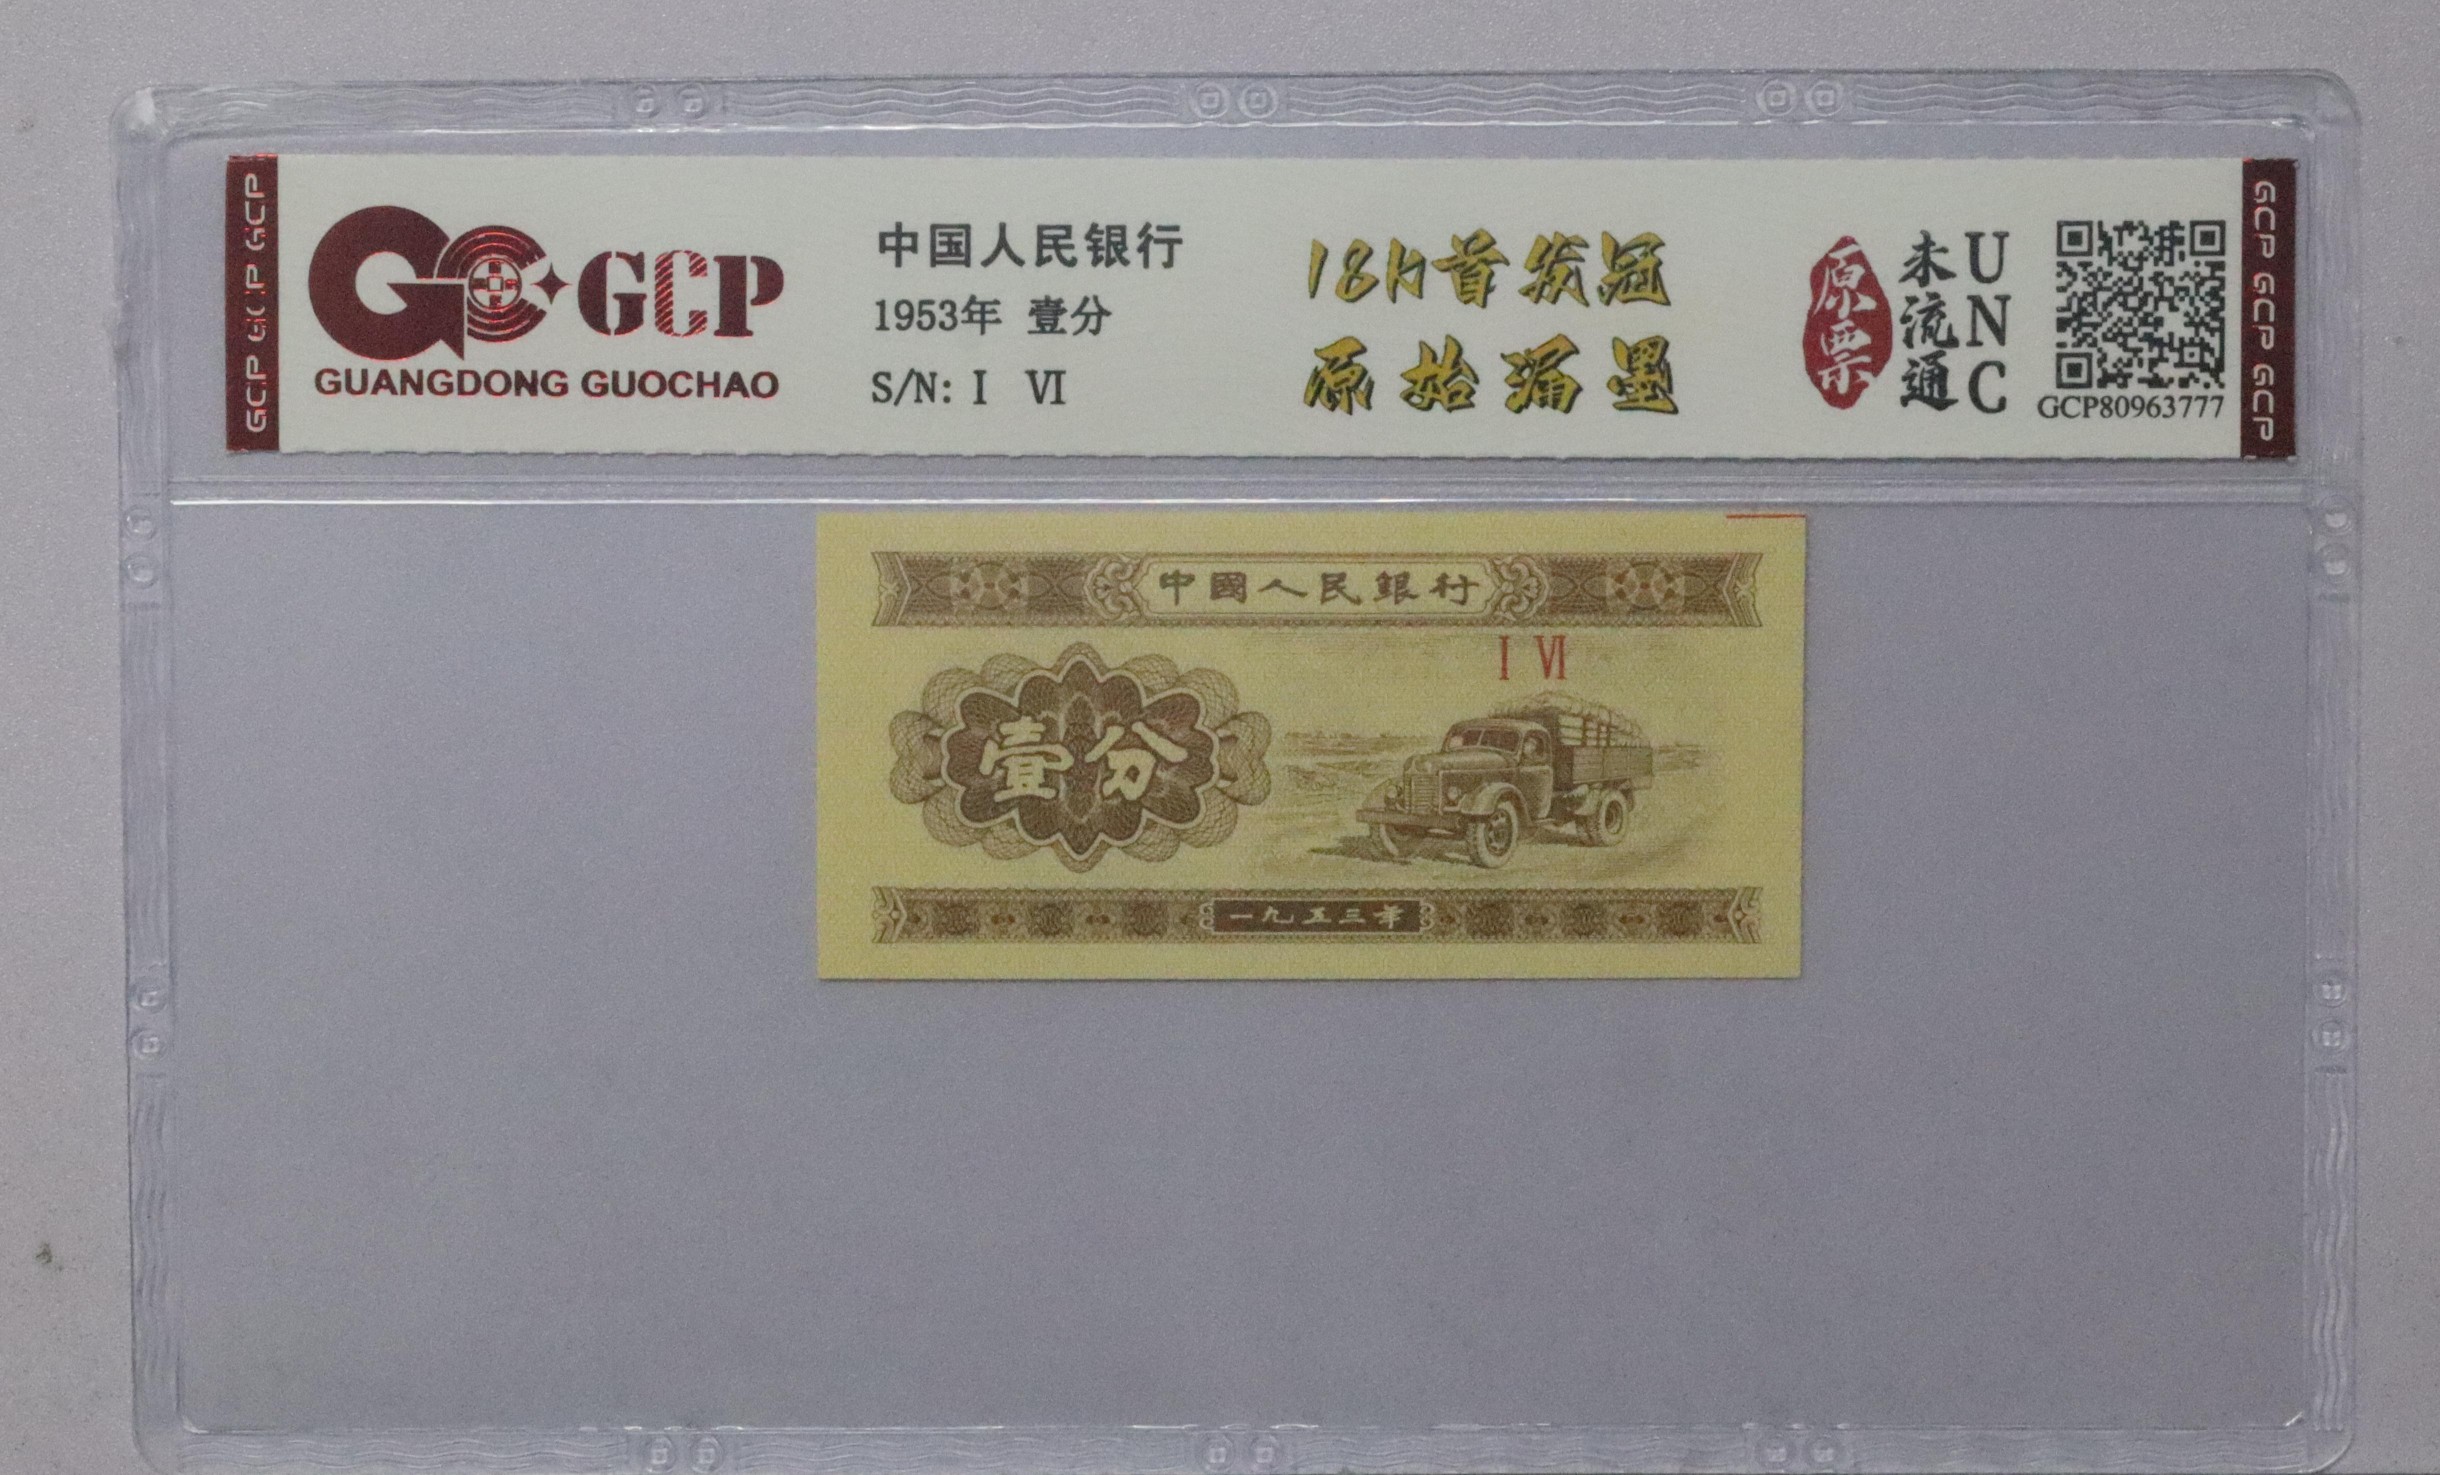 GCP GCP GCP
GCP
GUANGDONG GUOCHAO
中国人民银行
1953年 壹分
S/N: I VI
18h首发冠
原始漏墨
原票
未流通
UNC
GCP80963777
GCP GCP GCP
中國人民銀行
I VI
壹分
一九五三年